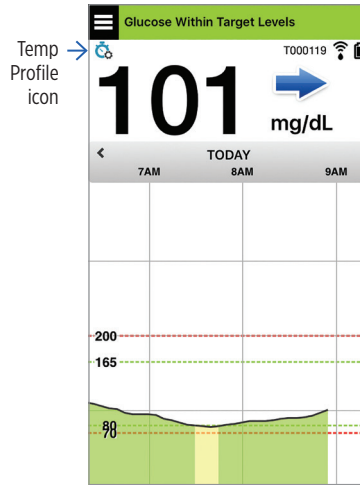 Glucose Within Target Levels
Temp
Profile
icon
T000119
101
mg/dL
TODAY
7AM 8AM 9AM
200
165
80
70